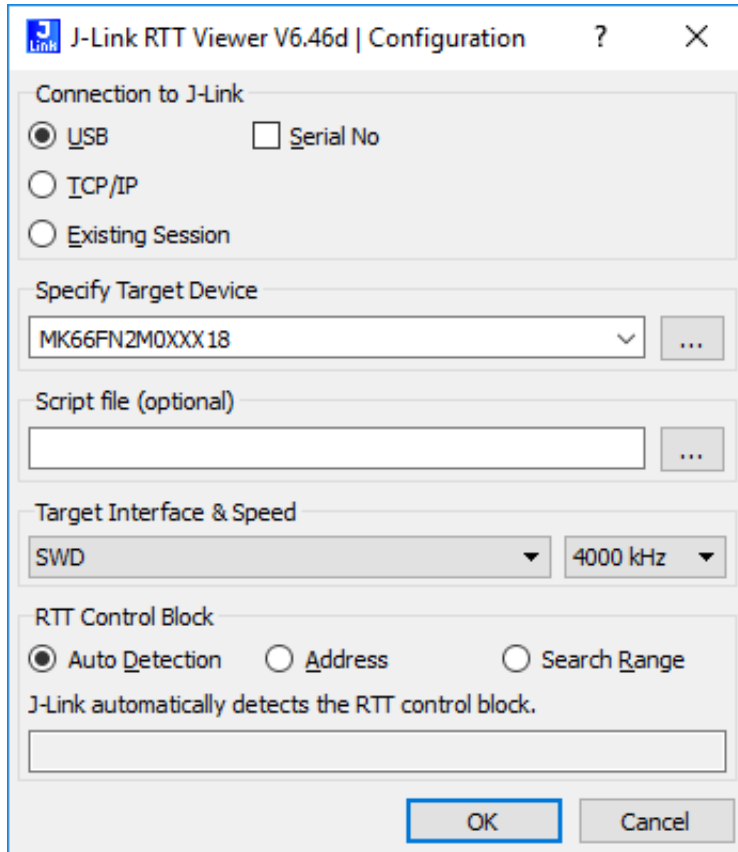 J-Link RTT Viewer V6.46d | Configuration ? X
Connection to J-Link
USB Serial No
TCP/IP
Existing Session
Specify Target Device
MK66FN2M0XXX18 ...
Script file (optional)
...
Target Interface & Speed
SWD 4000 kHz
RTT Control Block
Auto Detection Address Search Range
J-Link automatically detects the RTT control block.
OK Cancel